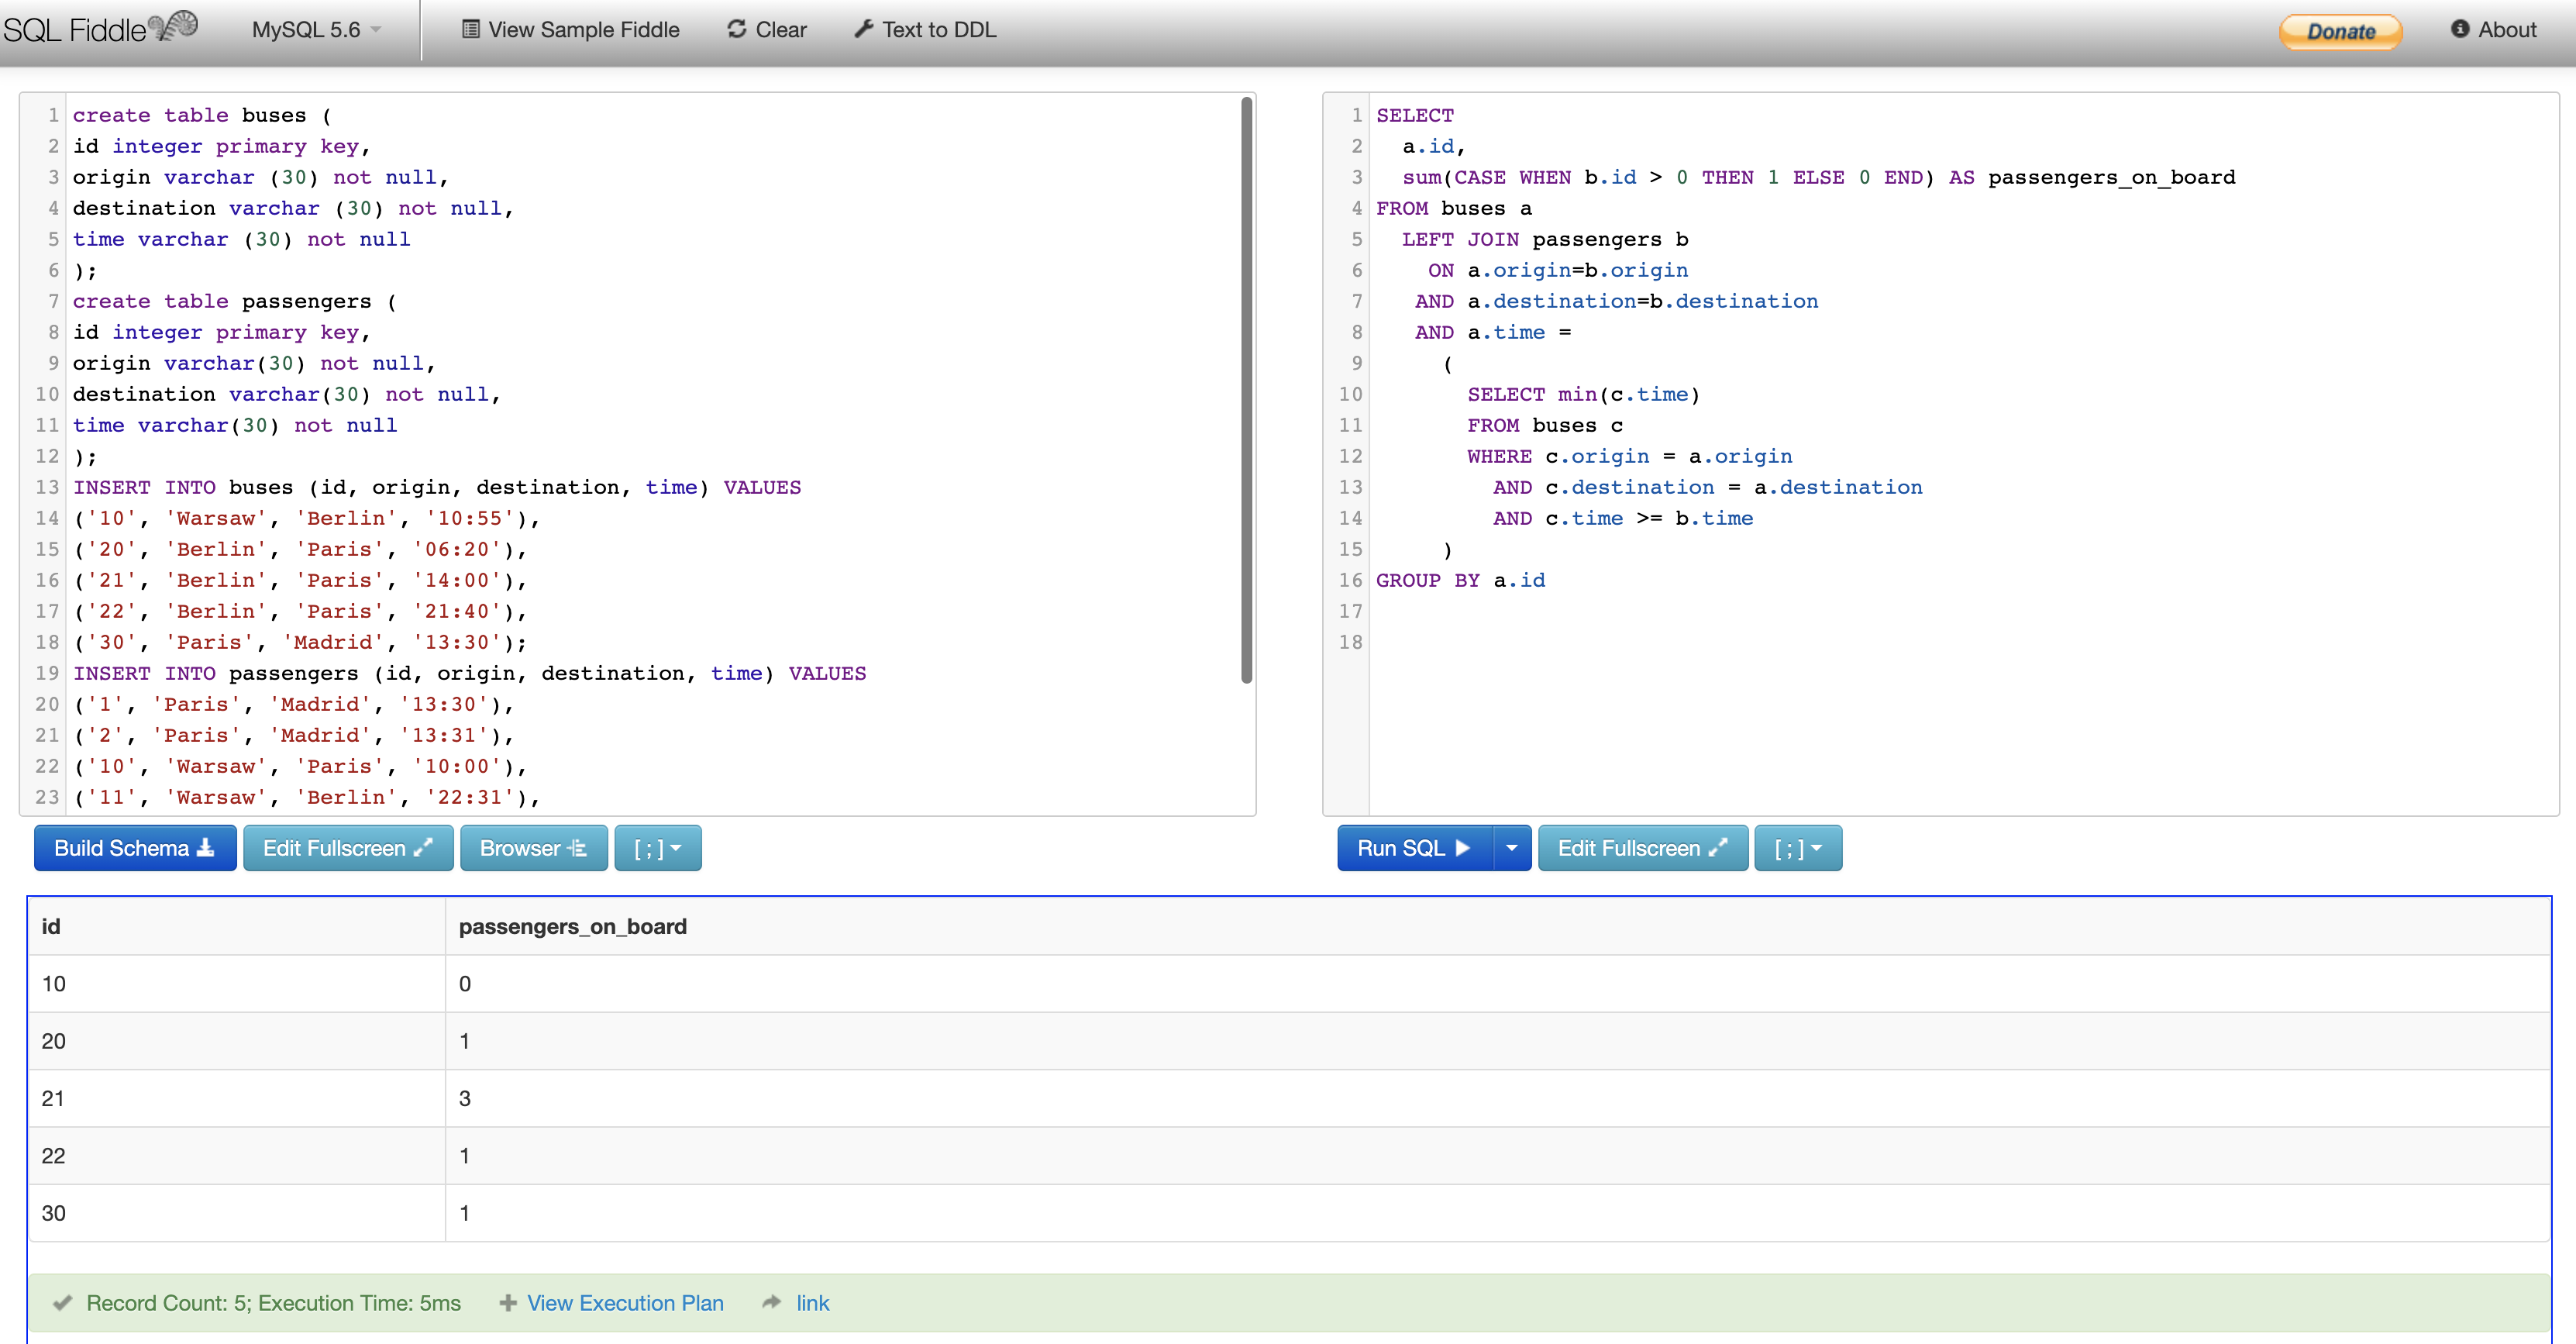 SQL Fiddle MySQL 5.6 View Sample Fiddle Clear Text to DDL Donate About
1 create table buses (
2 id integer primary key,
3 origin varchar (30) not null,
4 destination varchar (30) not null,
5 time varchar (30) not null
6 );
7 create table passengers (
8 id integer primary key,
9 origin varchar(30) not null,
10 destination varchar(30) not null,
11 time varchar(30) not null
12 );
13 INSERT INTO buses (id, origin, destination, time) VALUES
14 ('10', 'Warsaw', 'Berlin', '10:55'),
15 ('20', 'Berlin', 'Paris', '06:20'),
16 ('21', 'Berlin', 'Paris', '14:00'),
17 ('22', 'Berlin', 'Paris', '21:40'),
18 ('30', 'Paris', 'Madrid', '13:30');
19 INSERT INTO passengers (id, origin, destination, time) VALUES
20 ('1', 'Paris', 'Madrid', '13:30'),
21 ('2', 'Paris', 'Madrid', '13:31'),
22 ('10', 'Warsaw', 'Paris', '10:00'),
23 ('11', 'Warsaw', 'Berlin', '22:31'),
Build Schema Edit Fullscreen Browser [ ; ]
1 SELECT
2 a.id,
3 sum(CASE WHEN b.id > 0 THEN 1 ELSE 0 END) AS passengers_on_board
4 FROM buses a
5 LEFT JOIN passengers b
6 ON a.origin=b.origin
7 AND a.destination=b.destination
8 AND a.time =
9 (
10 SELECT min(c.time)
11 FROM buses c
12 WHERE c.origin = a.origin
13 AND c.destination = a.destination
14 AND c.time >= b.time
15 )
16 GROUP BY a.id
17
18
Run SQL Edit Fullscreen [ ; ]
id passengers_on_board
10 0
20 1
21 3
22 1
30 1
Record Count: 5; Execution Time: 5ms View Execution Plan link